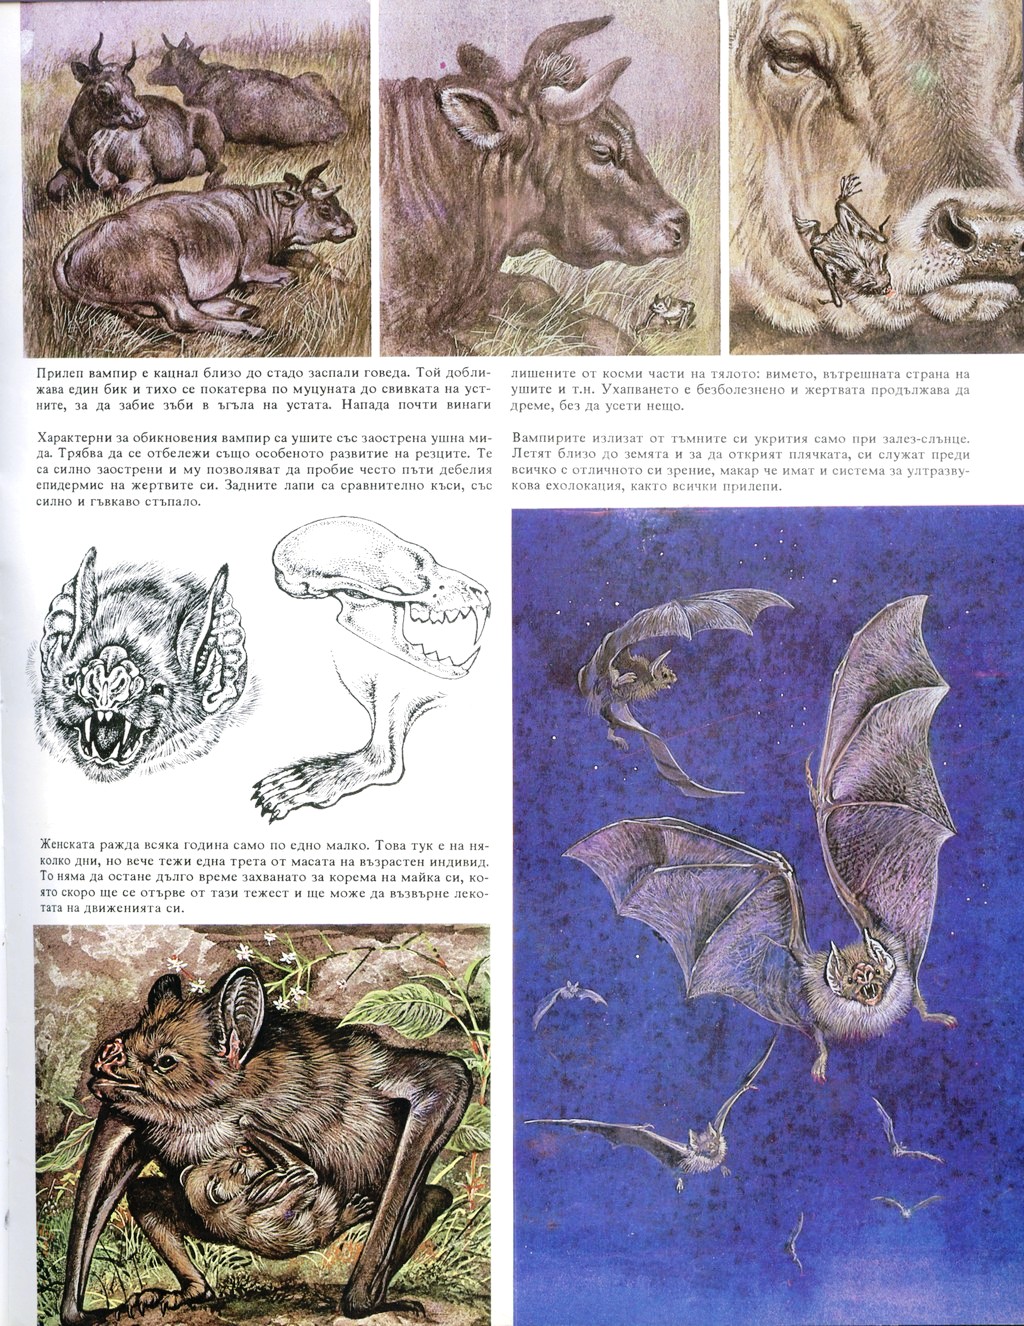 Прилеп вампир е кацнал близо до стадо заспали говеда. Той добли-
жава един бик и тихо се покатерва по муцуната до свивката на уст-
ните, за да забие зъби в ъгъла на устата. Напада почти винаги
лишените от косми части на тялото: вимето, вътрешната страна на
ушите и т.н. Ухапването е безболезнено и жертвата продължава да
дреме, без да усети нещо.
Характерни за обикновения вампир са ушите със заострена ушна ми-
да. Трябва да се отбележи също особеното развитие на резците. Те
са силно заострени и му позволяват да пробие често пъти дебелия
епидермис на жертвите си. Задните лапи са сравнително къси, със
силно и гъвкаво стъпало.
Вампирите излизат от тъмните си укрития само при залез-слънце.
Летят близо до земята и за да открият плячката, си служат преди
всичко с отличното си зрение, макар че имат и система за ултразву-
кова ехолокация, както всички прилепи.
Женската ражда всяка година само по едно малко. Това тук е на ня-
колко дни, но вече тежи една трета от масата на възрастен индивид.
То няма да остане дълго време захванато за корема на майка си, ко-
ято скоро ще се отърве от тази тежест и ще може да възвърне леко-
тата на движенията си.